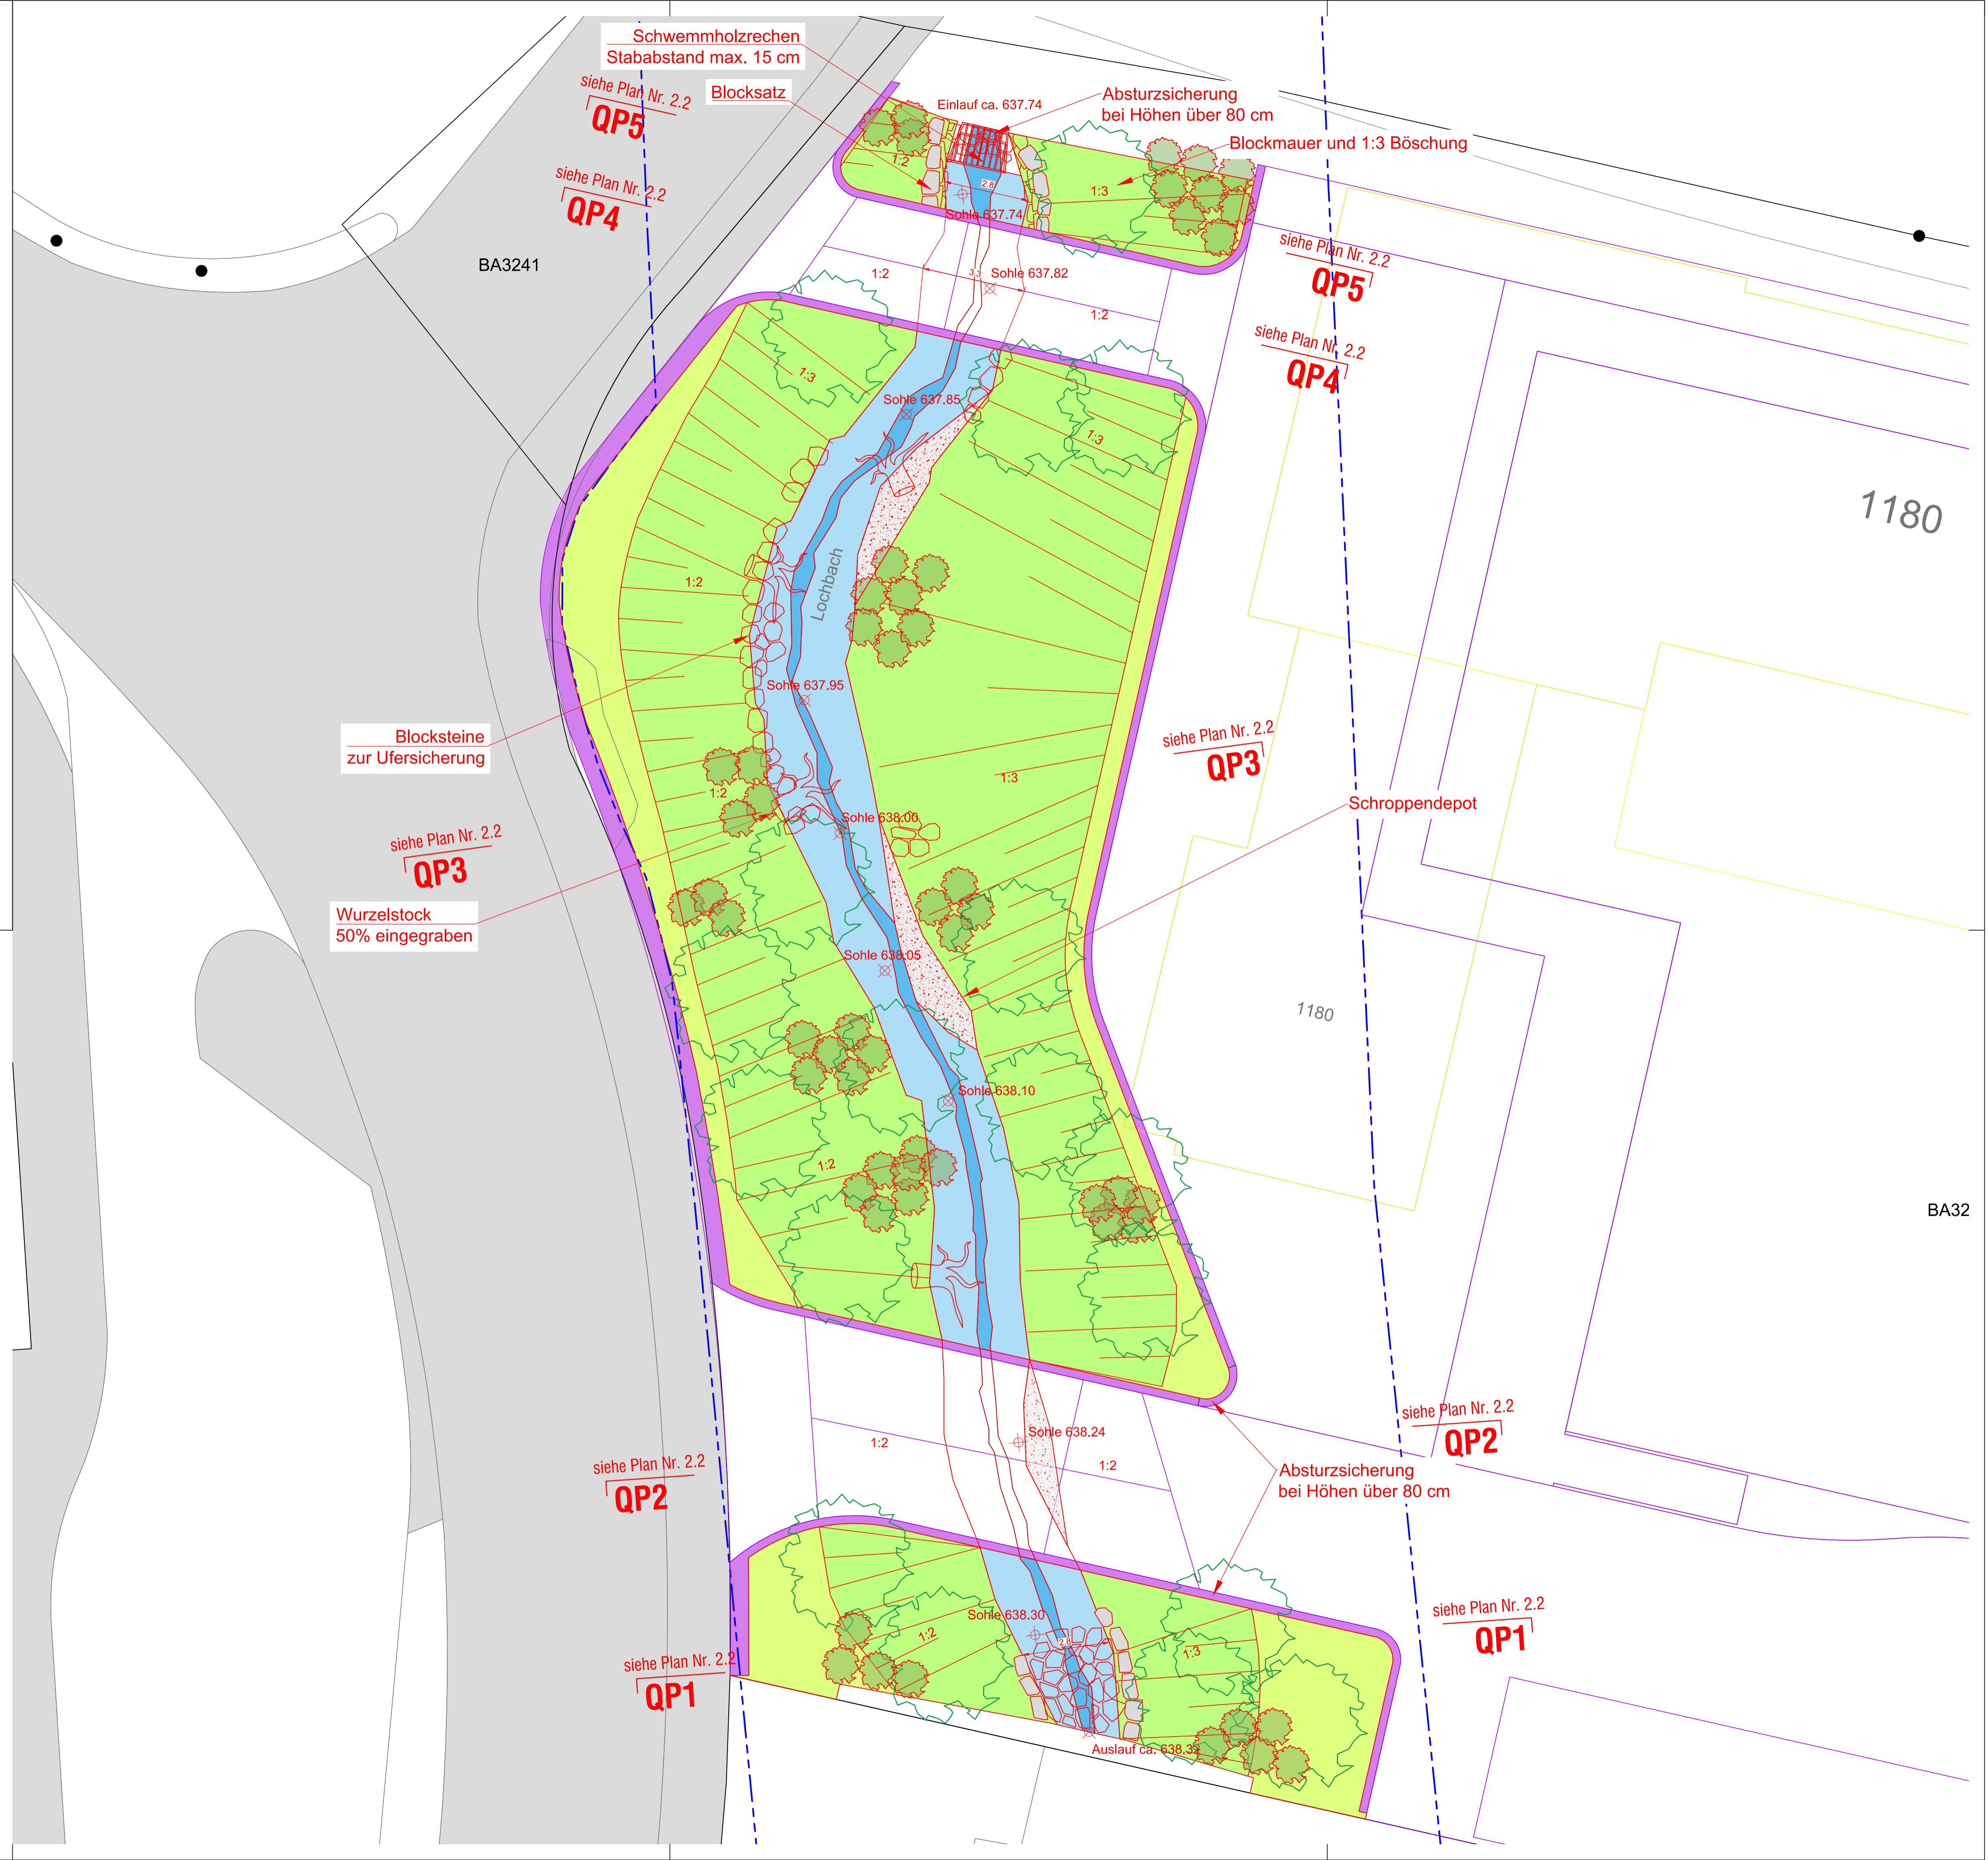 Schwemmholzrechen
Stababstand max. 15 cm
siehe Plan Nr. 2.2
QP5
Blocksatz
Einlauf ca. 637.74
Absturzsicherung
bei Höhen über 80 cm
Blockmauer und 1:3 Böschung
1:2
2.8
1:3
siehe Plan Nr. 2.2
QP4
Sohle 637.74
BA3241
siehe Plan Nr. 2.2
QP5
1:2
3.3
Sohle 637.82
1:2
siehe Plan Nr. 2.2
QP4
1:3
Sohle 637.85
1:3
1180
Lochbach
1:2
Sohle 637.95
Blocksteine
zur Ufersicherung
siehe Plan Nr. 2.2
QP3
1:3
1:2
Schroppendepot
Sohle 638.00
siehe Plan Nr. 2.2
QP3
Wurzelstock
50% eingegraben
Sohle 638.05
1180
Sohle 638.10
1:2
BA32
siehe Plan Nr. 2.2
QP2
Sohle 638.24
1:2
1:2
siehe Plan Nr. 2.2
QP2
Absturzsicherung
bei Höhen über 80 cm
siehe Plan Nr. 2.2
QP1
Sohle 638.30
1:2
2.8
1:3
siehe Plan Nr. 2.2
QP1
Auslauf ca.